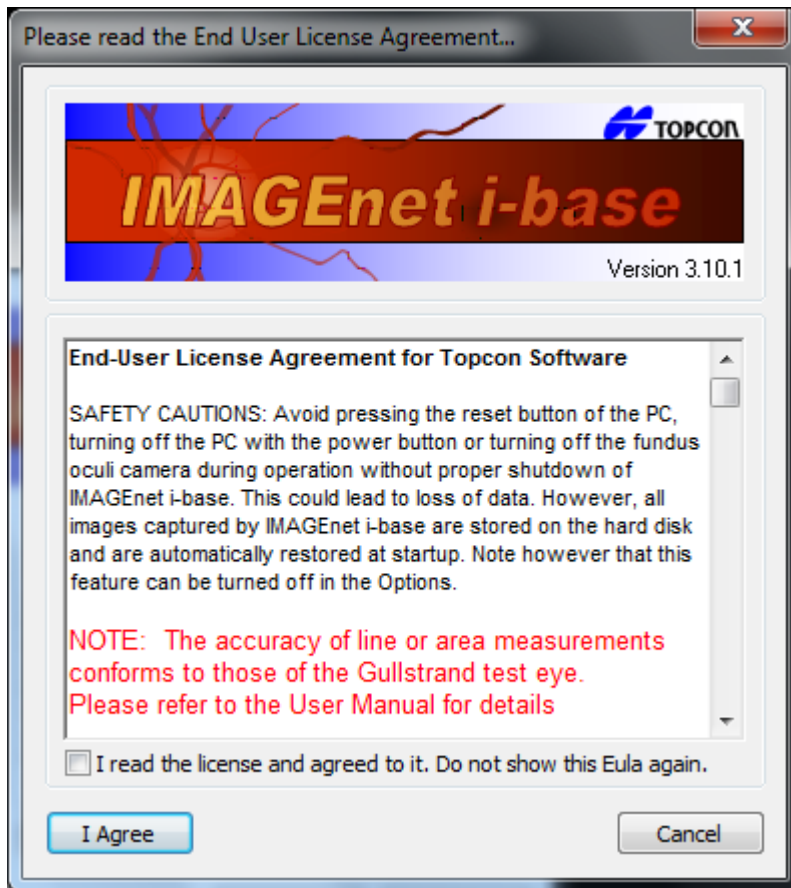 Please read the End User License Agreement...
TOPCON
IMAGEnet i-base
Version 3.10.1
End-User License Agreement for Topcon Software
SAFETY CAUTIONS: Avoid pressing the reset button of the PC,
turning off the PC with the power button or turning off the fundus
oculi camera during operation without proper shutdown of
IMAGEnet i-base. This could lead to loss of data. However, all
images captured by IMAGEnet i-base are stored on the hard disk
and are automatically restored at startup. Note however that this
feature can be turned off in the Options.
NOTE: The accuracy of line or area measurements
conforms to those of the Gullstrand test eye.
Please refer to the User Manual for details
I read the license and agreed to it. Do not show this Eula again.
I Agree
Cancel